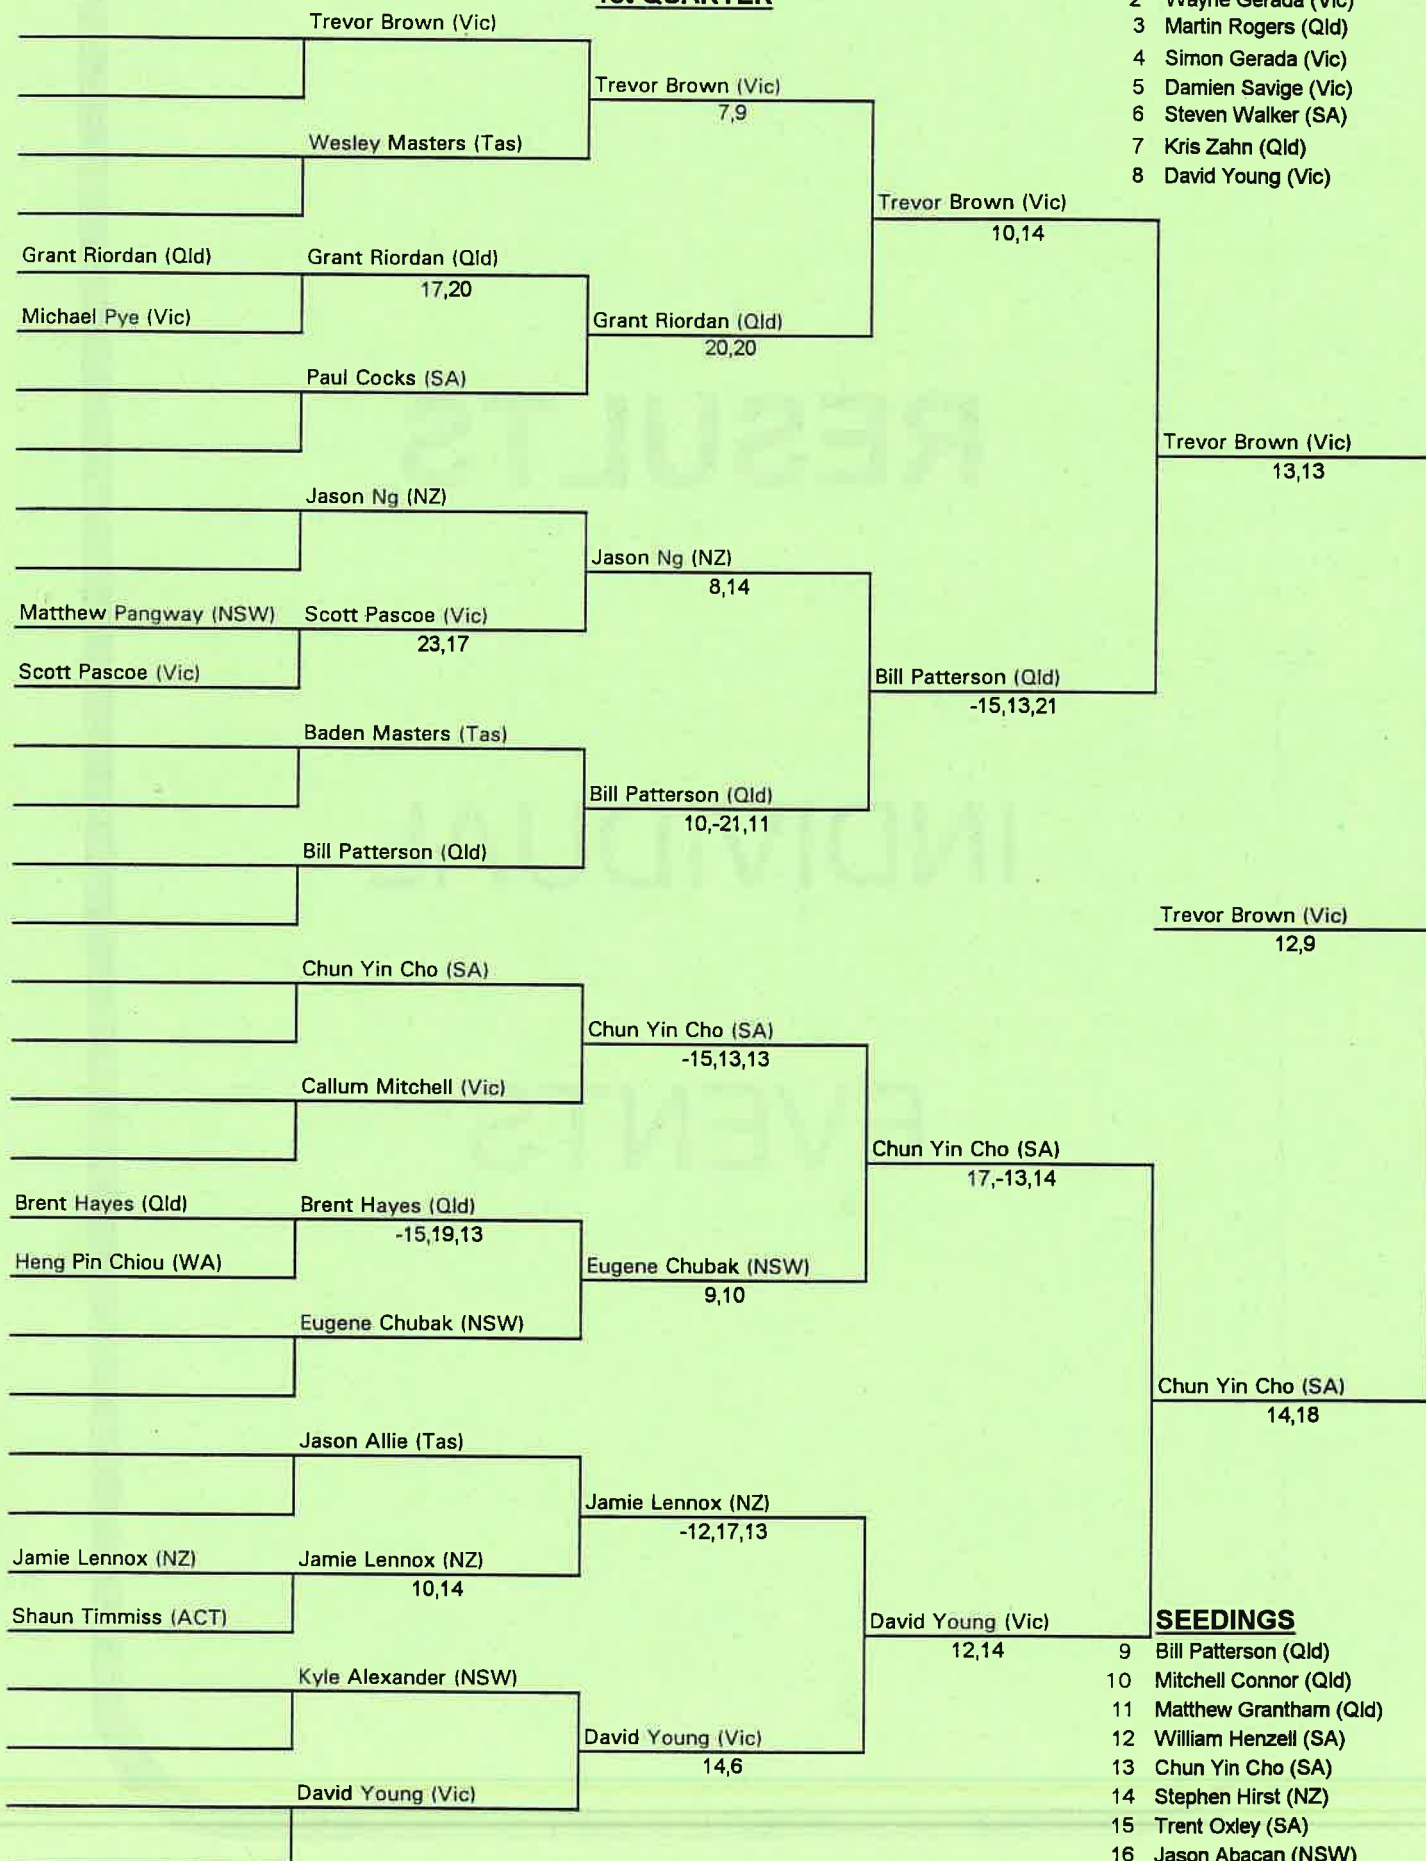 1st QUARTER
2 Wayne Gerada (Vic)
3 Martin Rogers (Qld)
4 Simon Gerada (Vic)
5 Damien Savige (Vic)
6 Steven Walker (SA)
7 Kris Zahn (Qld)
8 David Young (Vic)
Trevor Brown (Vic)
Trevor Brown (Vic)
7,9
Wesley Masters (Tas)
Trevor Brown (Vic)
10,14
Grant Riordan (Qld)
Grant Riordan (Qld)
17,20
Michael Pye (Vic)
Grant Riordan (Qld)
20,20
Paul Cocks (SA)
Trevor Brown (Vic)
13,13
Jason Ng (NZ)
Jason Ng (NZ)
8,14
Matthew Pangway (NSW)
Scott Pascoe (Vic)
23,17
Scott Pascoe (Vic)
Bill Patterson (Qld)
-15,13,21
Baden Masters (Tas)
Bill Patterson (Qld)
10,-21,11
Bill Patterson (Qld)
Trevor Brown (Vic)
12,9
Chun Yin Cho (SA)
Chun Yin Cho (SA)
-15,13,13
Callum Mitchell (Vic)
Chun Yin Cho (SA)
17,-13,14
Brent Hayes (Qld)
Brent Hayes (Qld)
-15,19,13
Heng Pin Chiou (WA)
Eugene Chubak (NSW)
9,10
Eugene Chubak (NSW)
Chun Yin Cho (SA)
14,18
Jason Allie (Tas)
Jamie Lennox (NZ)
-12,17,13
Jamie Lennox (NZ)
Jamie Lennox (NZ)
10,14
Shaun Timmiss (ACT)
David Young (Vic)
12,14
Kyle Alexander (NSW)
David Young (Vic)
14,6
David Young (Vic)
SEEDINGS
9 Bill Patterson (Qld)
10 Mitchell Connor (Qld)
11 Matthew Grantham (Qld)
12 William Henzell (SA)
13 Chun Yin Cho (SA)
14 Stephen Hirst (NZ)
15 Trent Oxley (SA)
16 Jason Abacan (NSW)
RESULTS
INDIVIDUAL
EVENTS